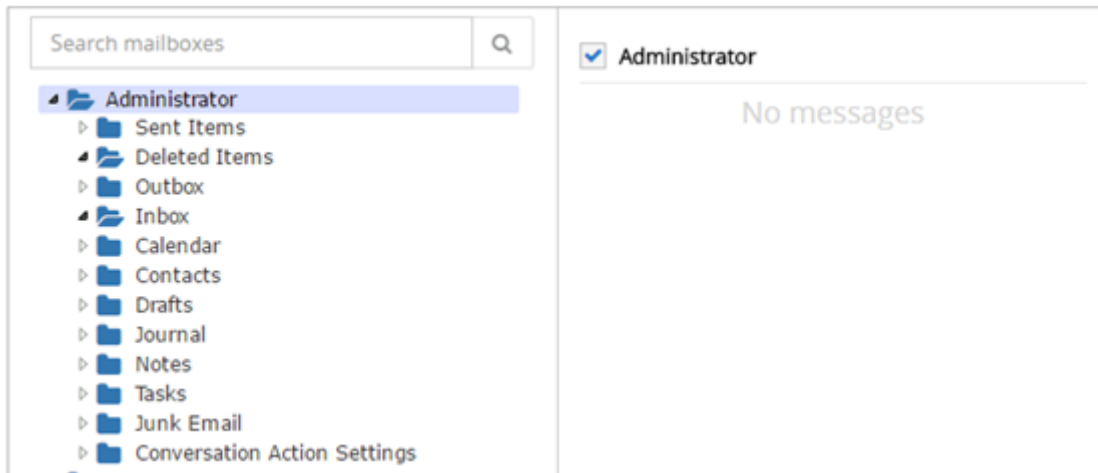 Search mailboxes
Administrator
Sent Items
Deleted Items
Outbox
Inbox
Calendar
Contacts
Drafts
Journal
Notes
Tasks
Junk Email
Conversation Action Settings
Administrator
No messages